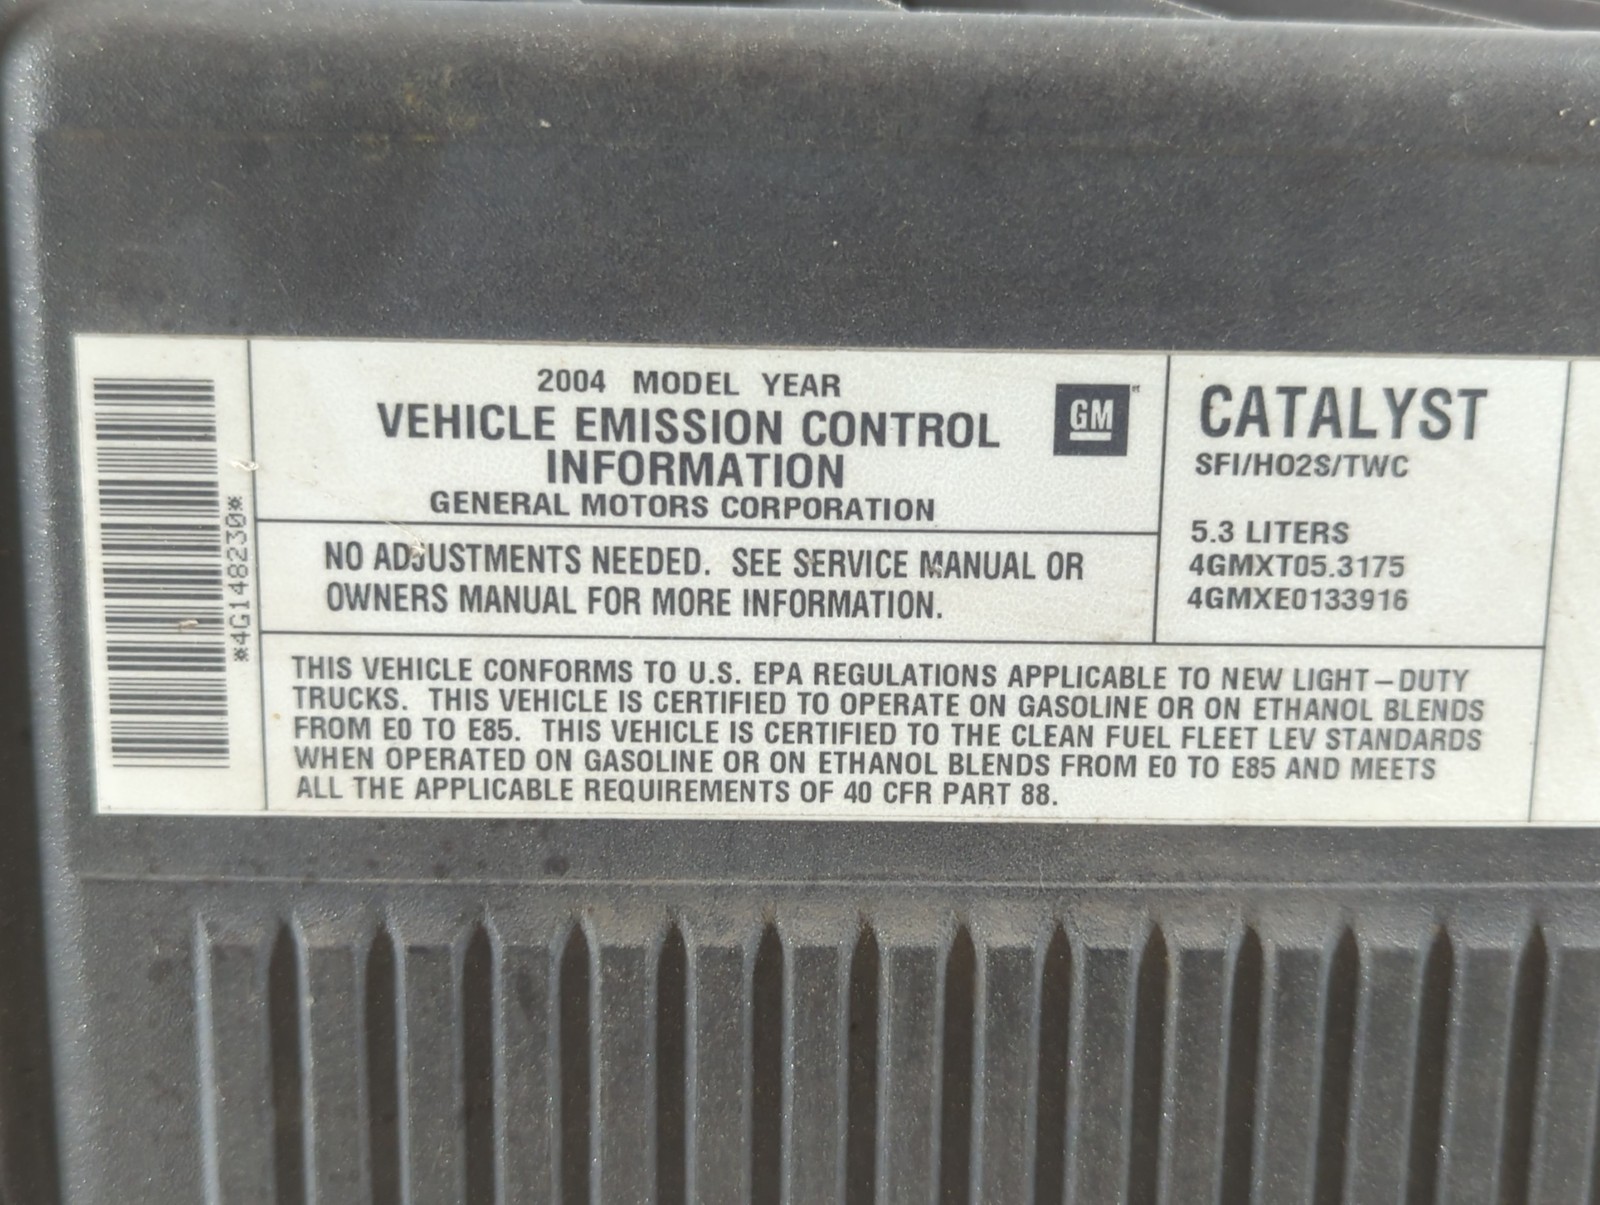 *4G148230*
2004 MODEL YEAR
VEHICLE EMISSION CONTROL
INFORMATION
GENERAL MOTORS CORPORATION
GM
NO ADJUSTMENTS NEEDED. SEE SERVICE MANUAL OR
OWNERS MANUAL FOR MORE INFORMATION.
CATALYST
SFI/HO2S/TWC
5.3 LITERS
4GMXT05.3175
4GMXE0133916
THIS VEHICLE CONFORMS TO U.S. EPA REGULATIONS APPLICABLE TO NEW LIGHT-DUTY
TRUCKS. THIS VEHICLE IS CERTIFIED TO OPERATE ON GASOLINE OR ON ETHANOL BLENDS
FROM E0 TO E85. THIS VEHICLE IS CERTIFIED TO THE CLEAN FUEL FLEET LEV STANDARDS
WHEN OPERATED ON GASOLINE OR ON ETHANOL BLENDS FROM E0 TO E85 AND MEETS
ALL THE APPLICABLE REQUIREMENTS OF 40 CFR PART 88.